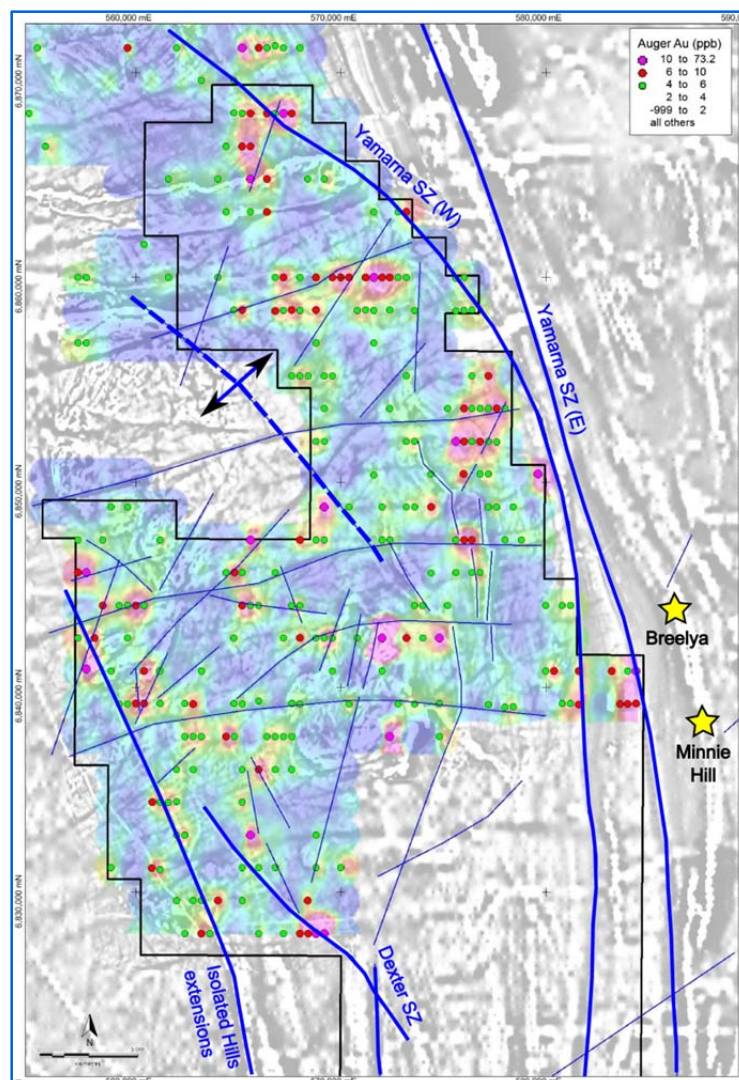 560,000 mE
570,000 mE
580,000 mE
Auger Au (ppb)
10 to 73.2
6 to 10
4 to 6
2 to 4
-999 to 2
all others
6,870,000 mN
Yamarna SZ (W)
6,860,000 mN
Yamarna SZ (E)
6,850,000 mN
Breelya
6,840,000 mN
Minnie
Hill
6,830,000 mN
Isolated Hills
extensions
Dexter SZ
N